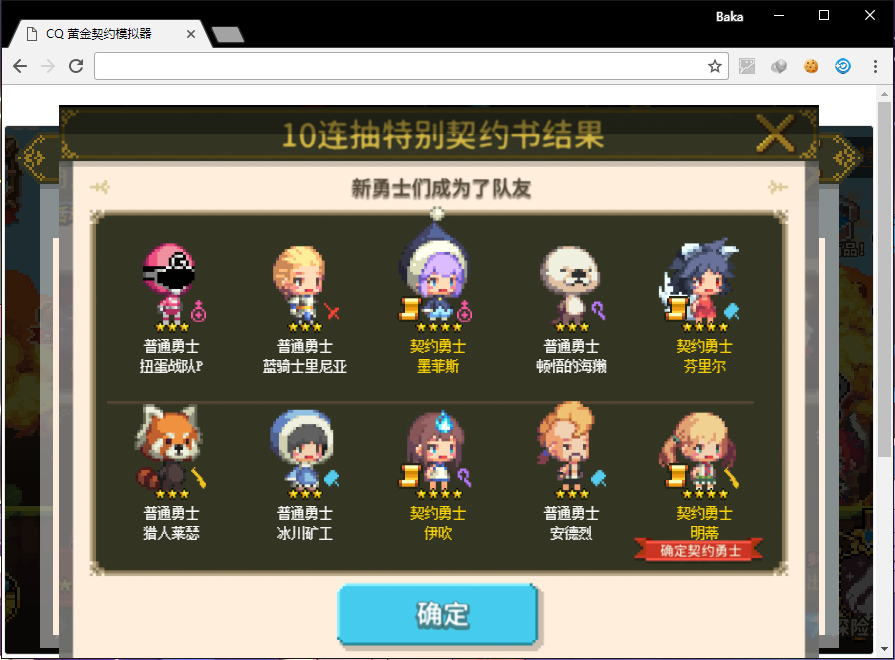 Baka
CQ 黄金契约模拟器
10连抽特别契约书结果
新勇士们成为了队友
普通勇士
扭蛋战队P
普通勇士
蓝骑士里尼亚
契约勇士
墨菲斯
普通勇士
顿悟的海獭
契约勇士
芬里尔
普通勇士
猎人莱瑟
普通勇士
冰川矿工
契约勇士
伊吹
普通勇士
安德烈
契约勇士
明蒂
确定契约勇士
确定
品!
探险